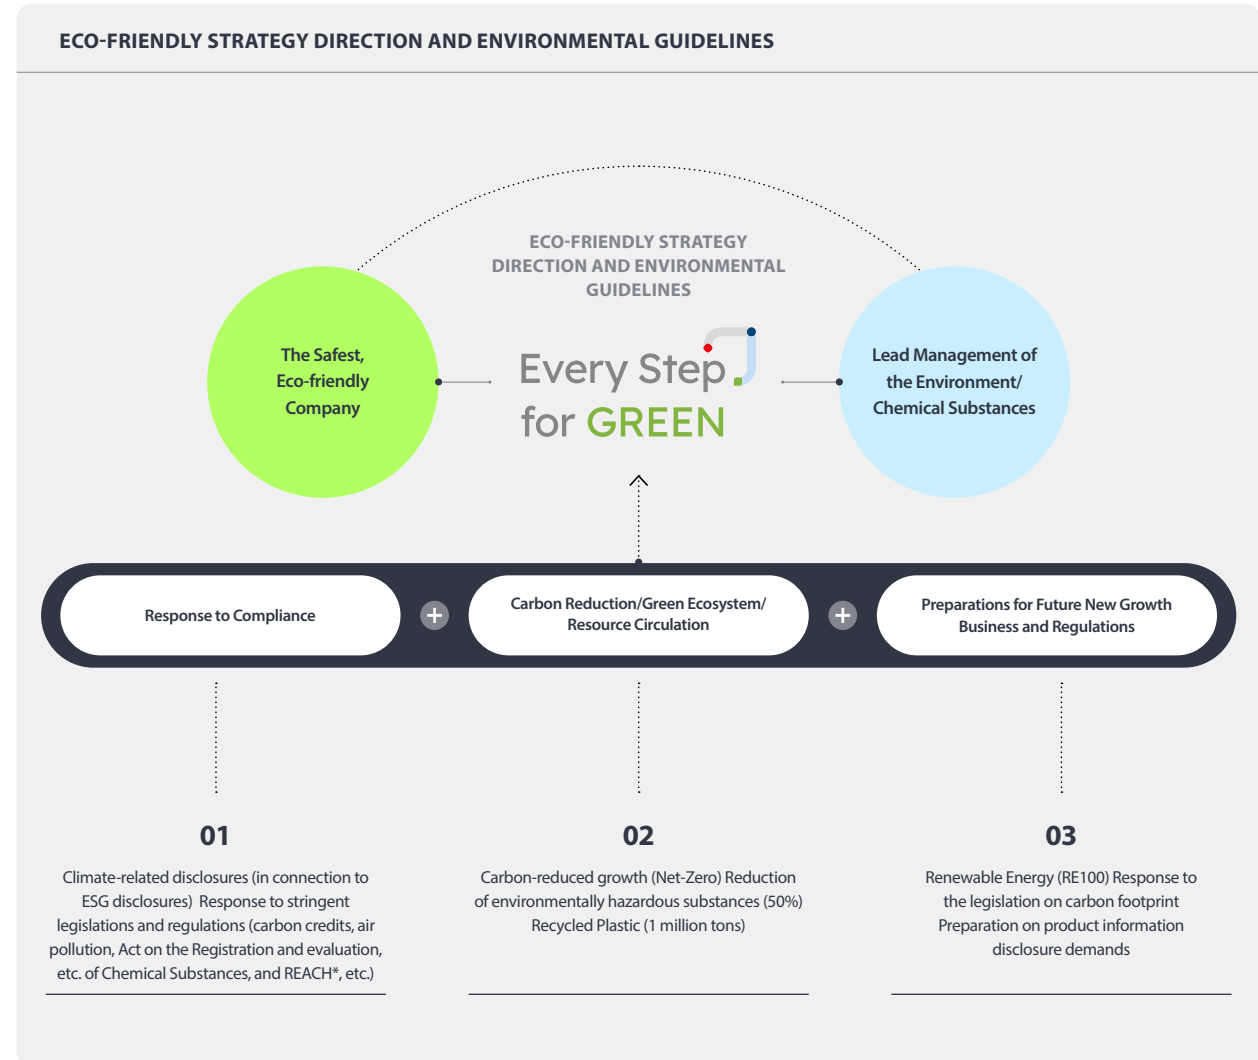 ECO-FRIENDLY STRATEGY DIRECTION AND ENVIRONMENTAL GUIDELINES
ECO-FRIENDLY STRATEGY
DIRECTION AND ENVIRONMENTAL
GUIDELINES
The Safest,
Eco-friendly
Company
Every Step
for GREEN
Lead Management of
the Environment/
Chemical Substances
Response to Compliance
+
Carbon Reduction/Green Ecosystem/
Resource Circulation
+
Preparations for Future New Growth
Business and Regulations
01
Climate-related disclosures (in connection to
ESG disclosures) Response to stringent
legislations and regulations (carbon credits, air
pollution, Act on the Registration and evaluation,
etc. of Chemical Substances, and REACH*, etc.)
02
Carbon-reduced growth (Net-Zero) Reduction
of environmentally hazardous substances (50%)
Recycled Plastic (1 million tons)
03
Renewable Energy (RE100) Response to
the legislation on carbon footprint
Preparation on product information
disclosure demands